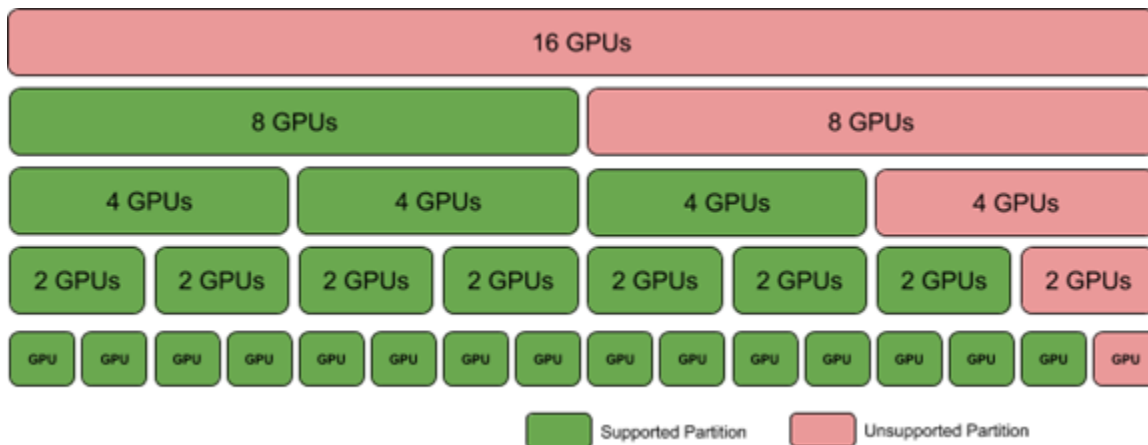 16 GPUs
8 GPUs 8 GPUs
4 GPUs 4 GPUs 4 GPUs 4 GPUs
2 GPUs 2 GPUs 2 GPUs 2 GPUs 2 GPUs 2 GPUs 2 GPUs 2 GPUs
GPU GPU GPU GPU GPU GPU GPU GPU GPU GPU GPU GPU GPU GPU GPU GPU
Supported Partition Unsupported Partition